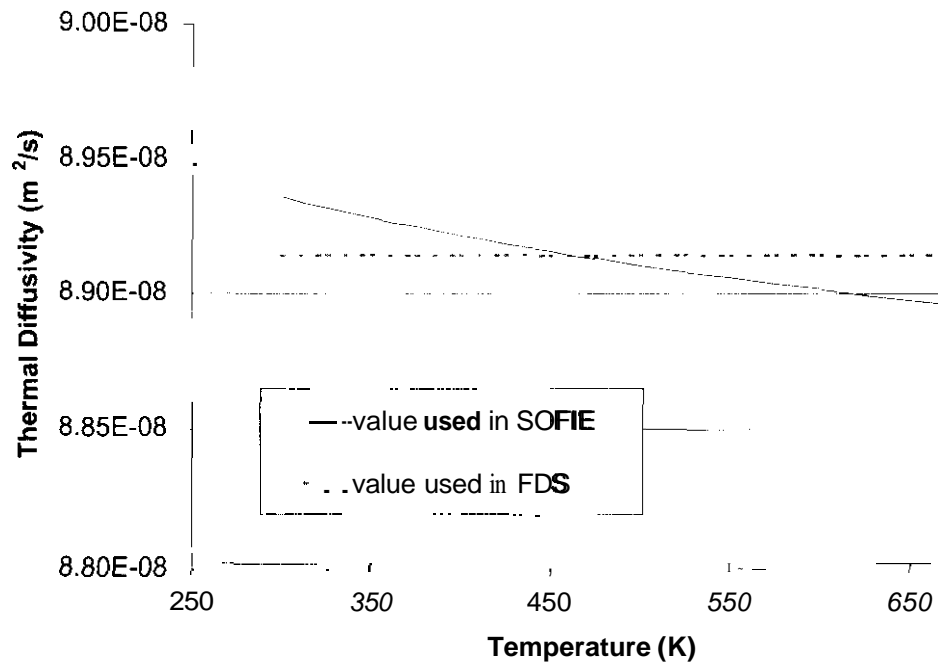 9.00E-08
8.95E-08
8.90E-08
8.85E-08
8.80E-08
Thermal Diffusivity (m 2/s)
value used in SOFIE
value used in FDS
250 350 450 550 650
Temperature (K)